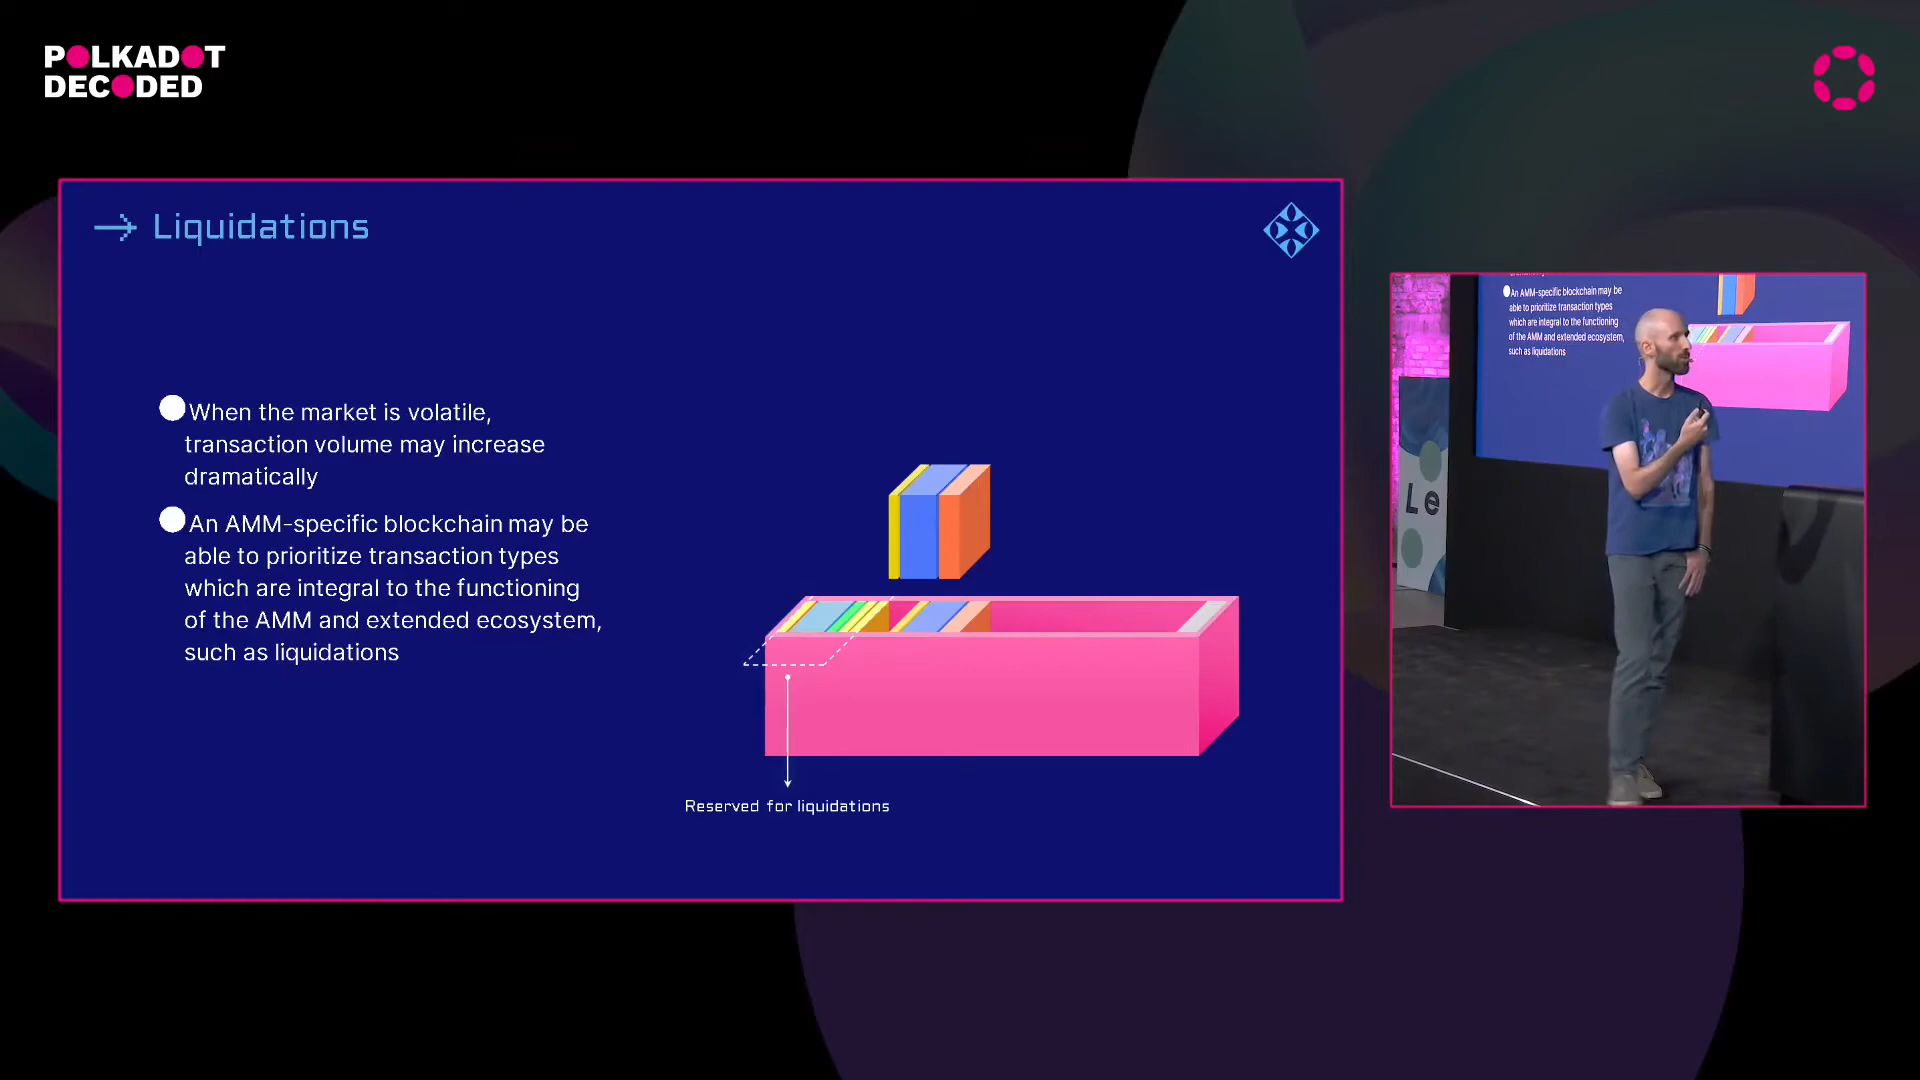 POLKADOT
DECODED
Liquidations
When the market is volatile,
transaction volume may increase
dramatically
An AMM-specific blockchain may be
able to prioritize transaction types
which are integral to the functioning
of the AMM and extended ecosystem,
such as liquidations
Reserved for liquidations
An AMM-specific blockchain may be
able to prioritize transaction types
which are integral to the functioning
of the AMM and extended ecosystem,
such as liquidations
Le